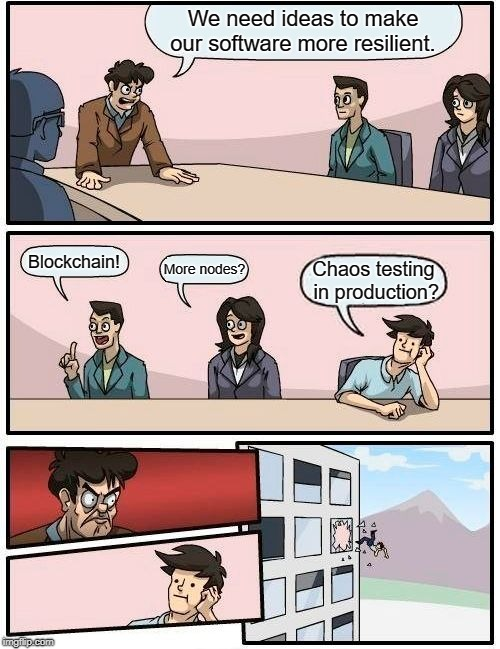 We need ideas to make
our software more resilient.
Blockchain!
More nodes?
Chaos testing
in production?
imgflip.com